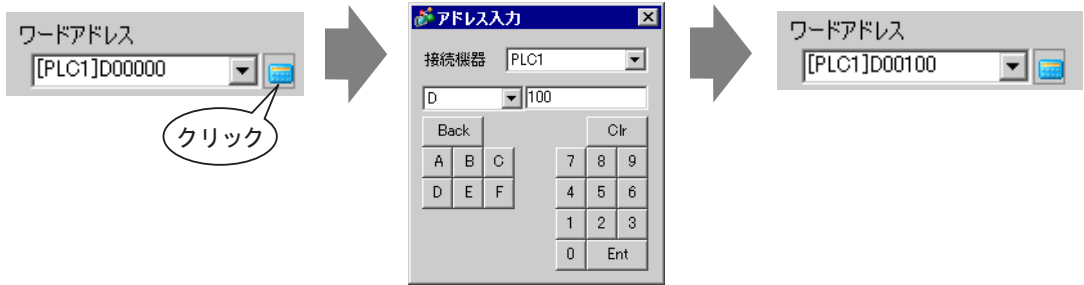 ワードアドレス
[PLC1]D00000
クリック
アドレス入力
接続機器 PLC1
D 100
Back Clr
A B C 7 8 9
D E F 4 5 6
1 2 3
0 Ent
ワードアドレス
[PLC1]D00100